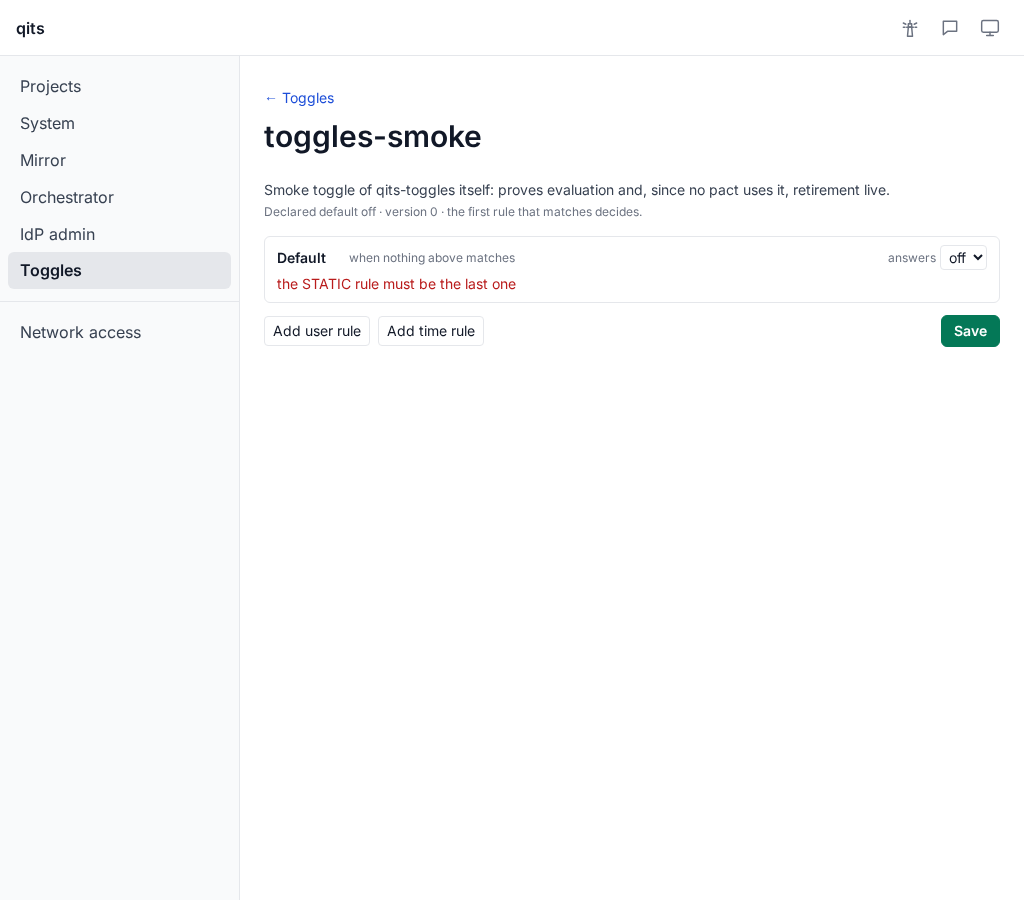 qits
Projects
System
Mirror
Orchestrator
IdP admin
Toggles
Network access
← Toggles
toggles-smoke
Smoke toggle of qits-toggles itself: proves evaluation and, since no pact uses it, retirement live.
Declared default off · version 0 · the first rule that matches decides.
Default when nothing above matches answers off
the STATIC rule must be the last one
Add user rule Add time rule Save